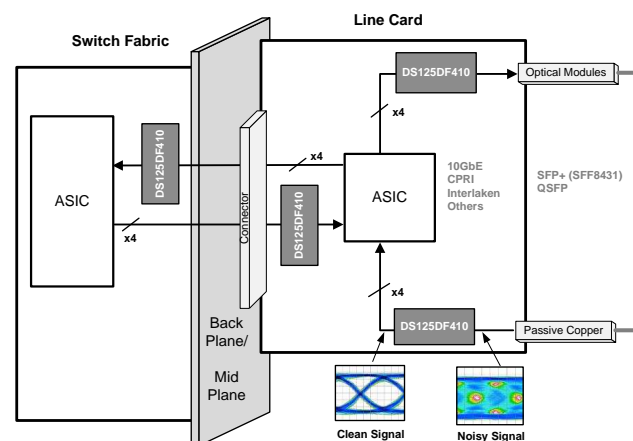 Switch Fabric
Line Card
DS125DF410
Optical Modules
x4
DS125DF410
x4
ASIC
ASIC
10GbE
CPRI
Interlaken
Others
SFP+ (SFF8431)
QSFP
x4
Connector
DS125DF410
x4
Back
Plane/
Mid
Plane
DS125DF410
Passive Copper
Clean Signal
Noisy Signal